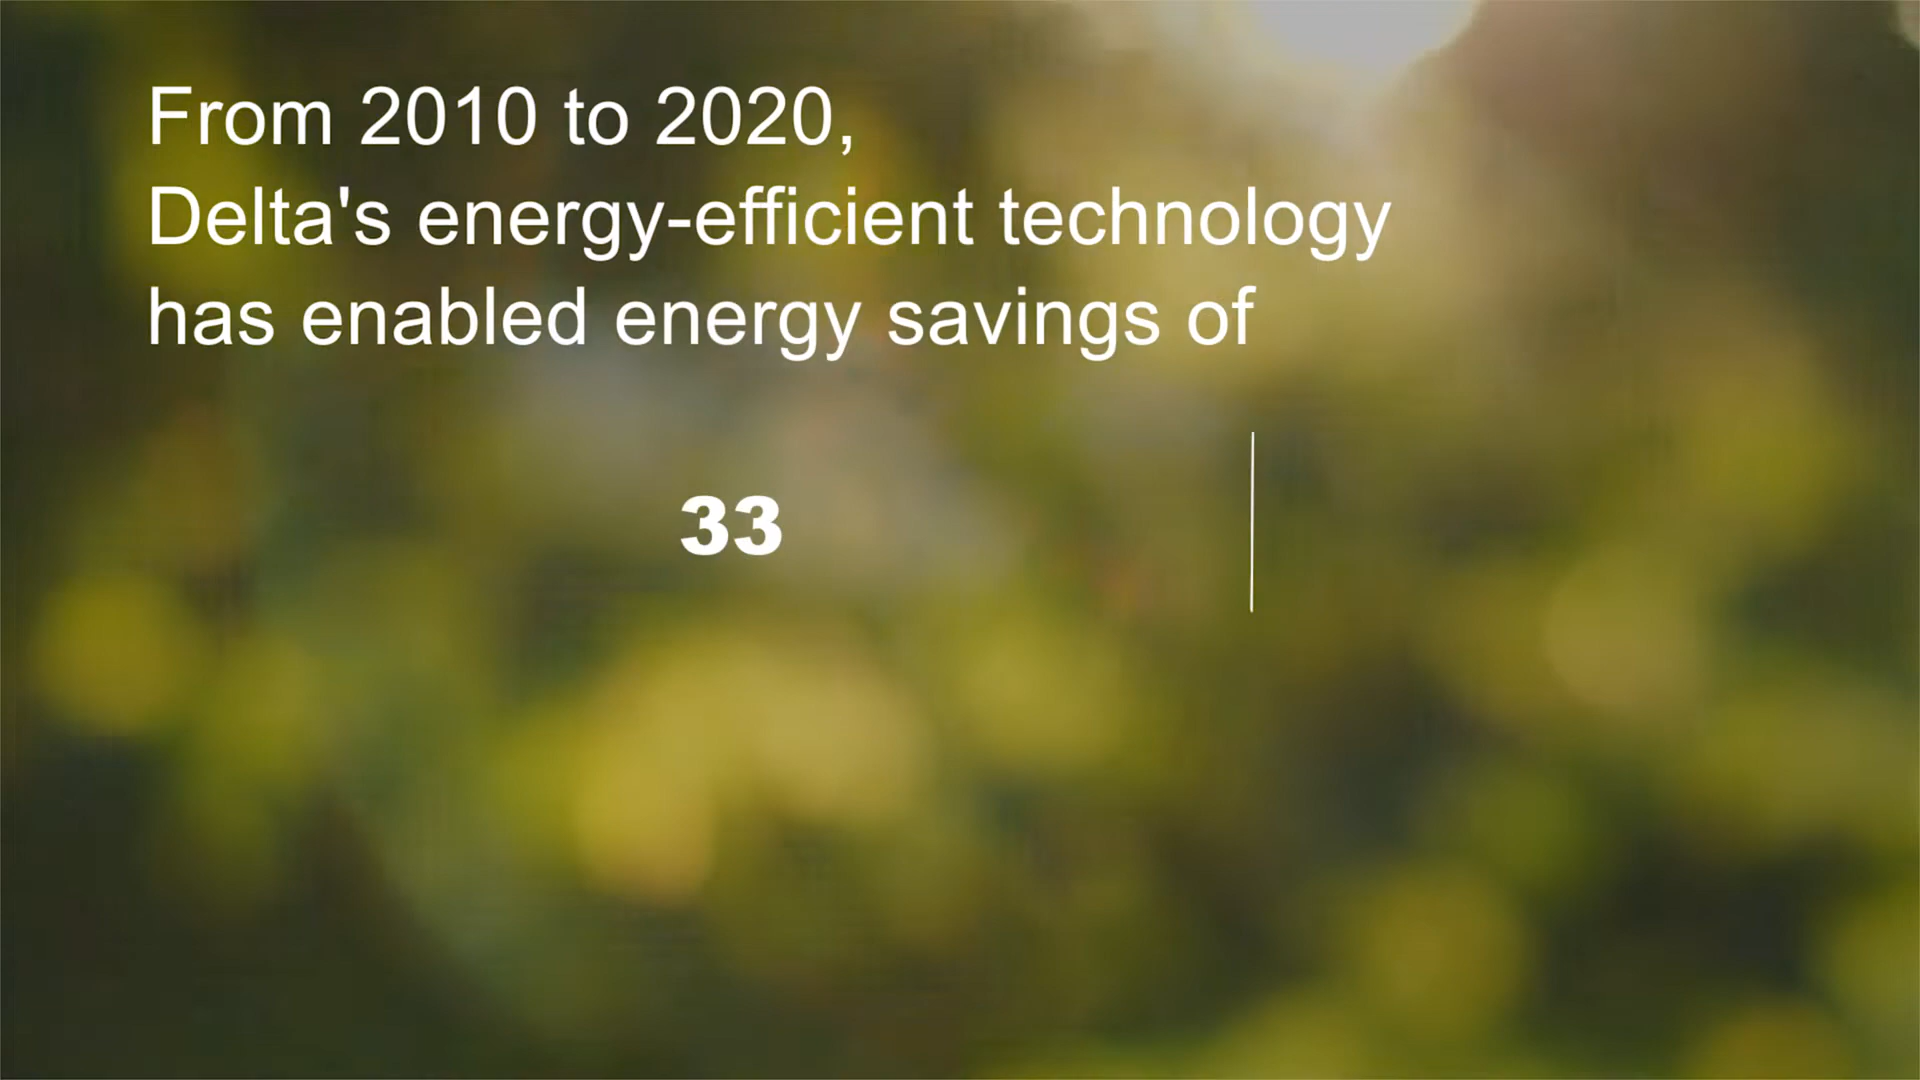 From 2010 to 2020,
Delta's energy-efficient technology
has enabled energy savings of
33